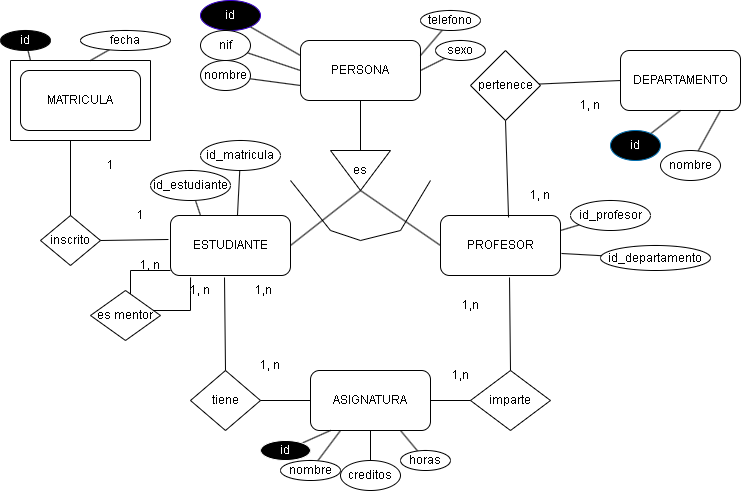 id
telefono
id
fecha
nif
sexo
nombre
PERSONA
DEPARTAMENTO
MATRICULA
pertenece
1, n
id
nombre
id_matricula
1
es
id_estudiante
1, n
id_profesor
1
inscrito
ESTUDIANTE
PROFESOR
id_departamento
1, n
1, n
1,n
1,n
es mentor
1, n
1,n
tiene
ASIGNATURA
imparte
id
nombre
creditos
horas